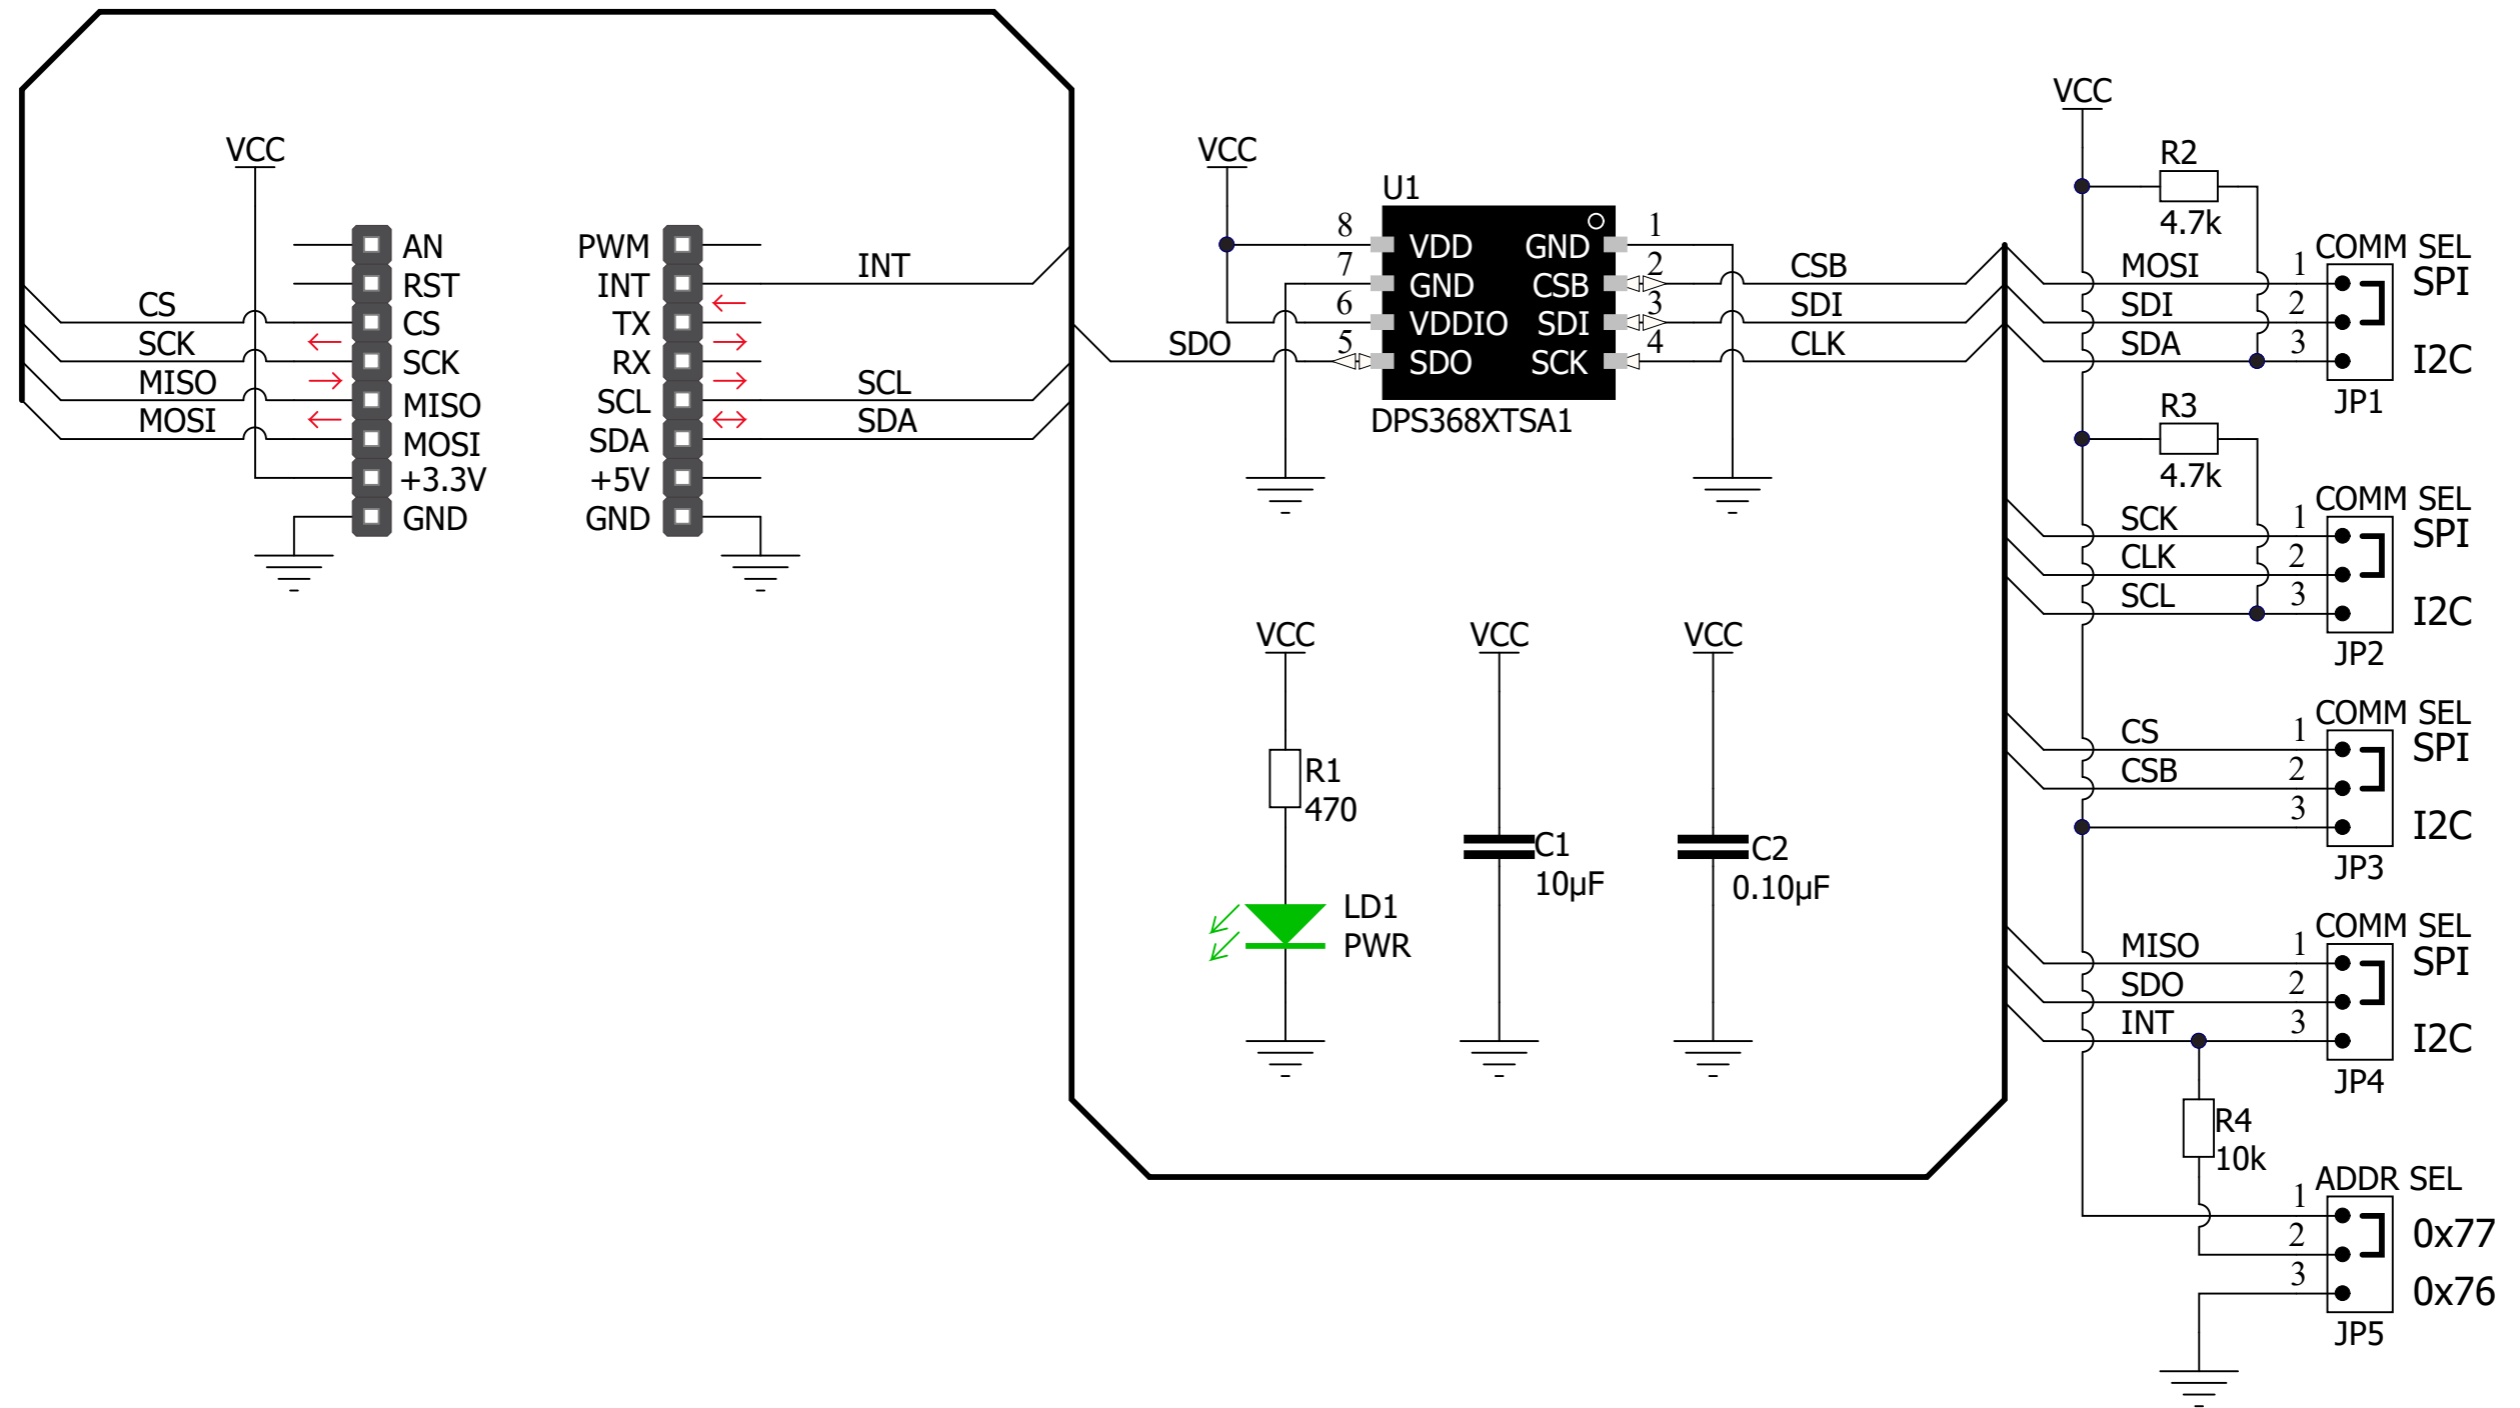 VCC
AN
RST
CS
SCK
MISO
MOSI
+3.3V
GND
CS
SCK
MISO
MOSI
PWM
INT
TX
RX
SCL
SDA
+5V
GND
INT
SCL
SDA
SDO
VCC
U1
8 VDD GND 1
7 GND CSB 2
6 VDDIO SDI 3
5 SDO SCK 4
DPS368XTSA1
CSB
SDI
CLK
VCC
R1
470
LD1
PWR
VCC
C1
10µF
VCC
C2
0.10µF
VCC
R2
4.7k
COMM SEL
MOSI 1 SPI
SDI 2
SDA 3 I2C
JP1
R3
4.7k
COMM SEL
SCK 1 SPI
CLK 2
SCL 3 I2C
JP2
COMM SEL
CS 1 SPI
CSB 2
3 I2C
JP3
COMM SEL
MISO 1 SPI
SDO 2
INT 3 I2C
JP4
R4
10k
ADDR SEL
1
2 0x77
3 0x76
JP5